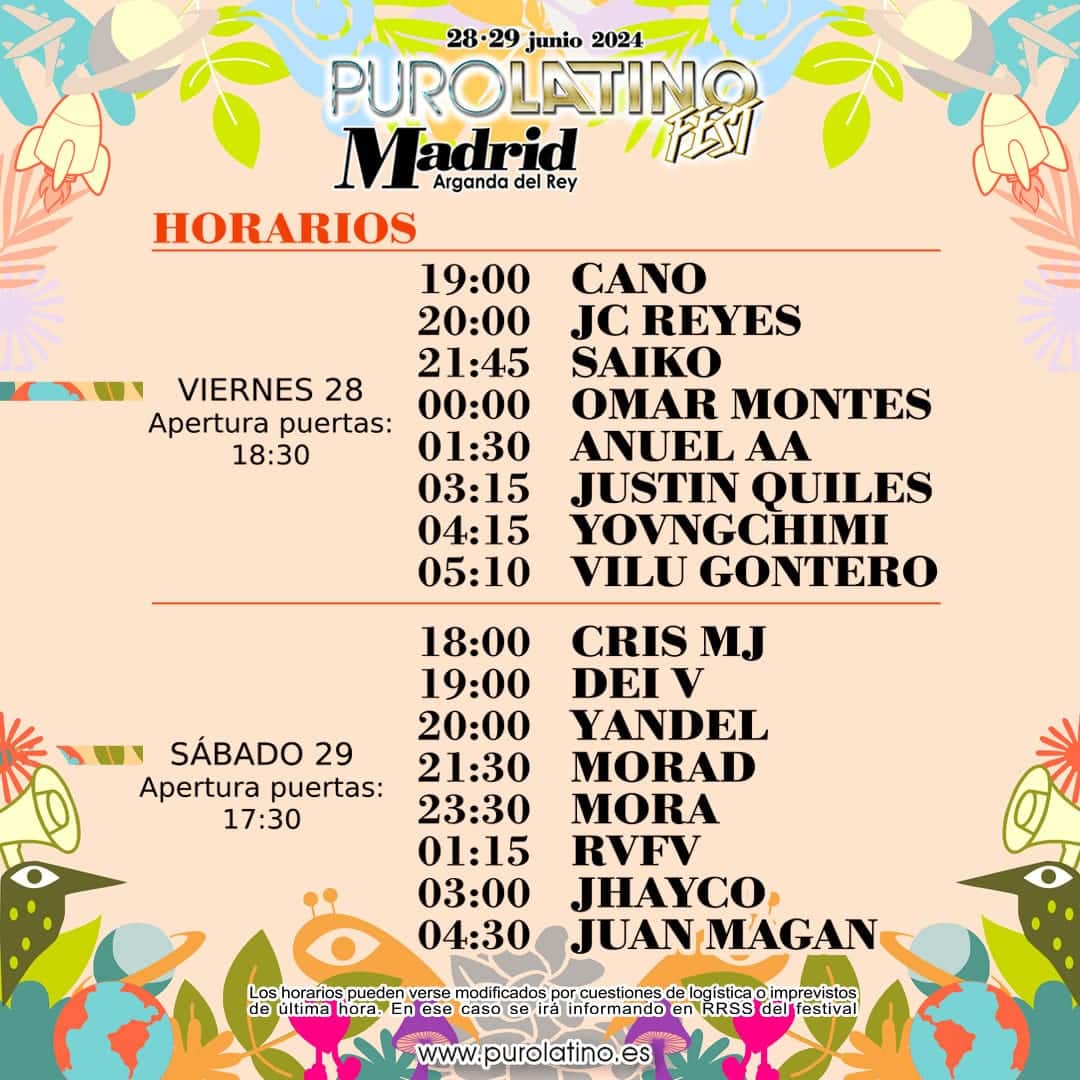 28·29 junio 2024
PUROLATINO
FEST
Madrid
Arganda del Rey
HORARIOS
VIERNES 28
Apertura puertas:
18:30
19:00 CANO
20:00 JC REYES
21:45 SAIKO
00:00 OMAR MONTES
01:30 ANUEL AA
03:15 JUSTIN QUILES
04:15 YOVNGCHIMI
05:10 VILU GONTERO
SÁBADO 29
Apertura puertas:
17:30
18:00 CRIS MJ
19:00 DEI V
20:00 YANDEL
21:30 MORAD
23:30 MORA
01:15 RVFV
03:00 JHAYCO
04:30 JUAN MAGAN
Los horarios pueden verse modificados por cuestiones de logística o imprevistos
de última hora. En ese caso se irá informando en RRSS del festival
www.purolatino.es